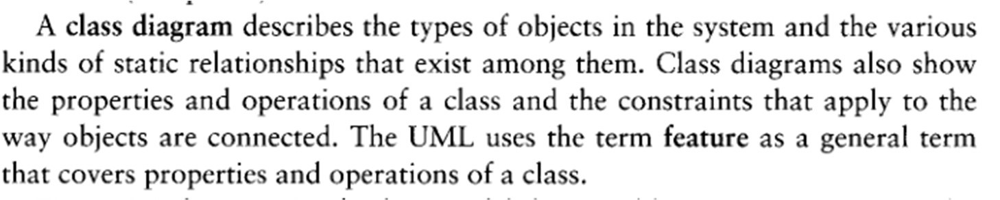 A class diagram describes the types of objects in the system and the various
kinds of static relationships that exist among them. Class diagrams also show
the properties and operations of a class and the constraints that apply to the
way objects are connected. The UML uses the term feature as a general term
that covers properties and operations of a class.